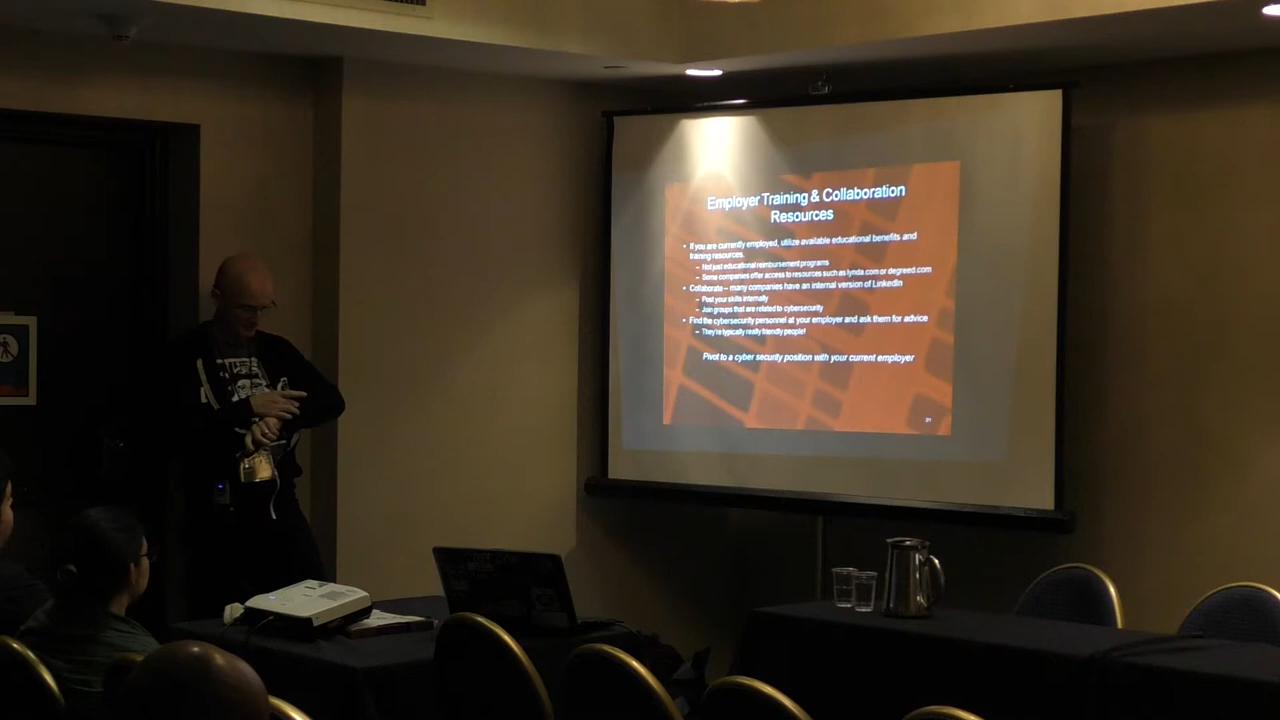 Employer Training & Collaboration
Resources
• If you are currently employed, utilize available educational benefits and
training resources.
– Not just educational reimbursement programs
– Some companies offer access to resources such as lynda.com or degreed.com
• Collaborate – many companies have an internal version of LinkedIn
– Post your skills internally
– Join groups that are related to cybersecurity
• Find the cybersecurity personnel at your employer and ask them for advice
– They're typically really friendly people!
Pivot to a cyber security position with your current employer